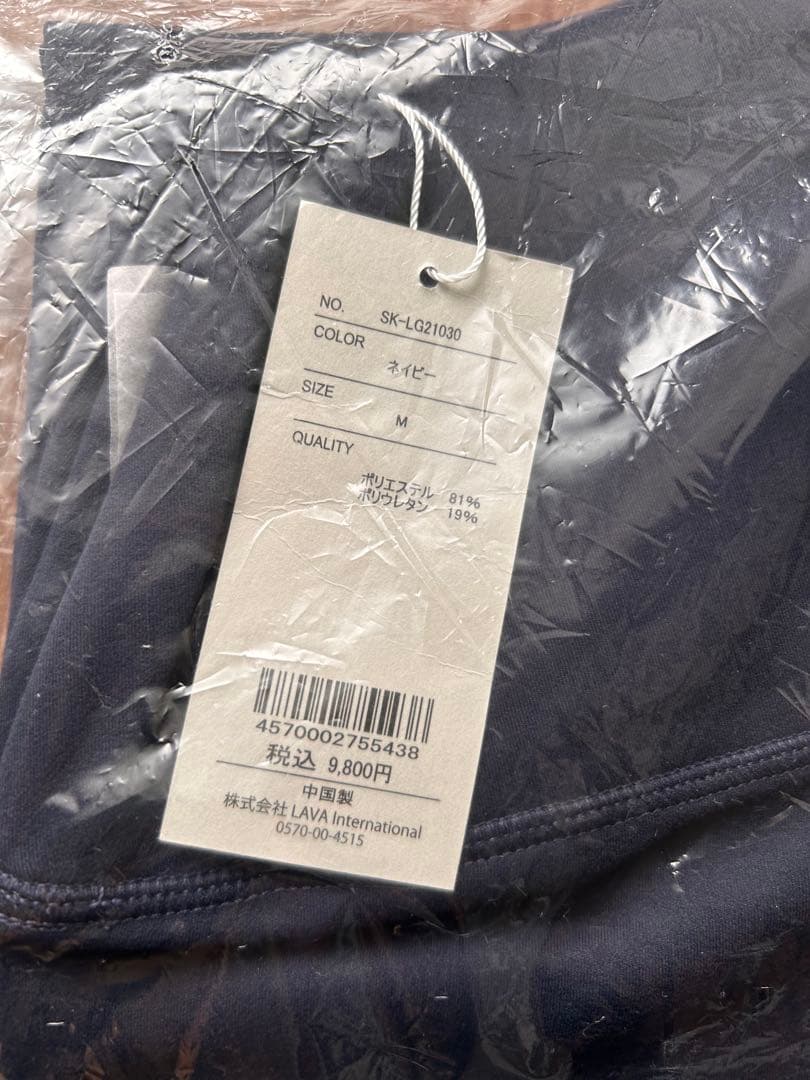 NO. SK-LG21030
COLOR
ネイビー
SIZE
M
QUALITY
ポリエステル 81%
ポリウレタン 19%
4570002755438
税込 9,800円
中国製
株式会社 LAVA International
0570-00-4515